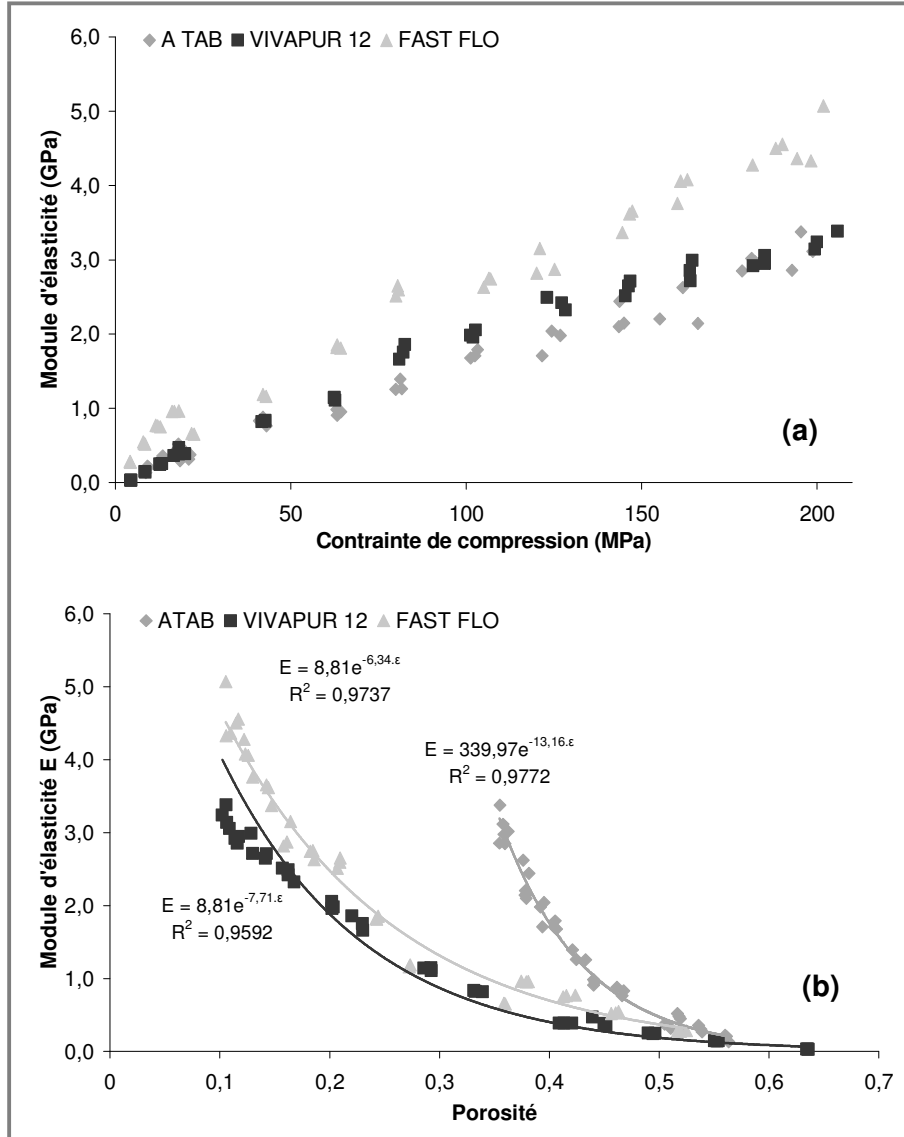 6,0
A TAB VIVAPUR 12 FAST FLO
5,0
4,0
3,0
2,0
1,0
0,0
Module d'élasticité (GPa)
(a)
0 50 100 150 200
Contrainte de compression (MPa)
6,0
ATAB VIVAPUR 12 FAST FLO
5,0
4,0
3,0
2,0
1,0
0,0
Module d'élasticité E (GPa)
E = 8,81e^-6,34.ε
R² = 0,9737
E = 339,97e^-13,16.ε
R² = 0,9772
E = 8,81e^-7,71.ε
R² = 0,9592
(b)
0 0,1 0,2 0,3 0,4 0,5 0,6 0,7
Porosité